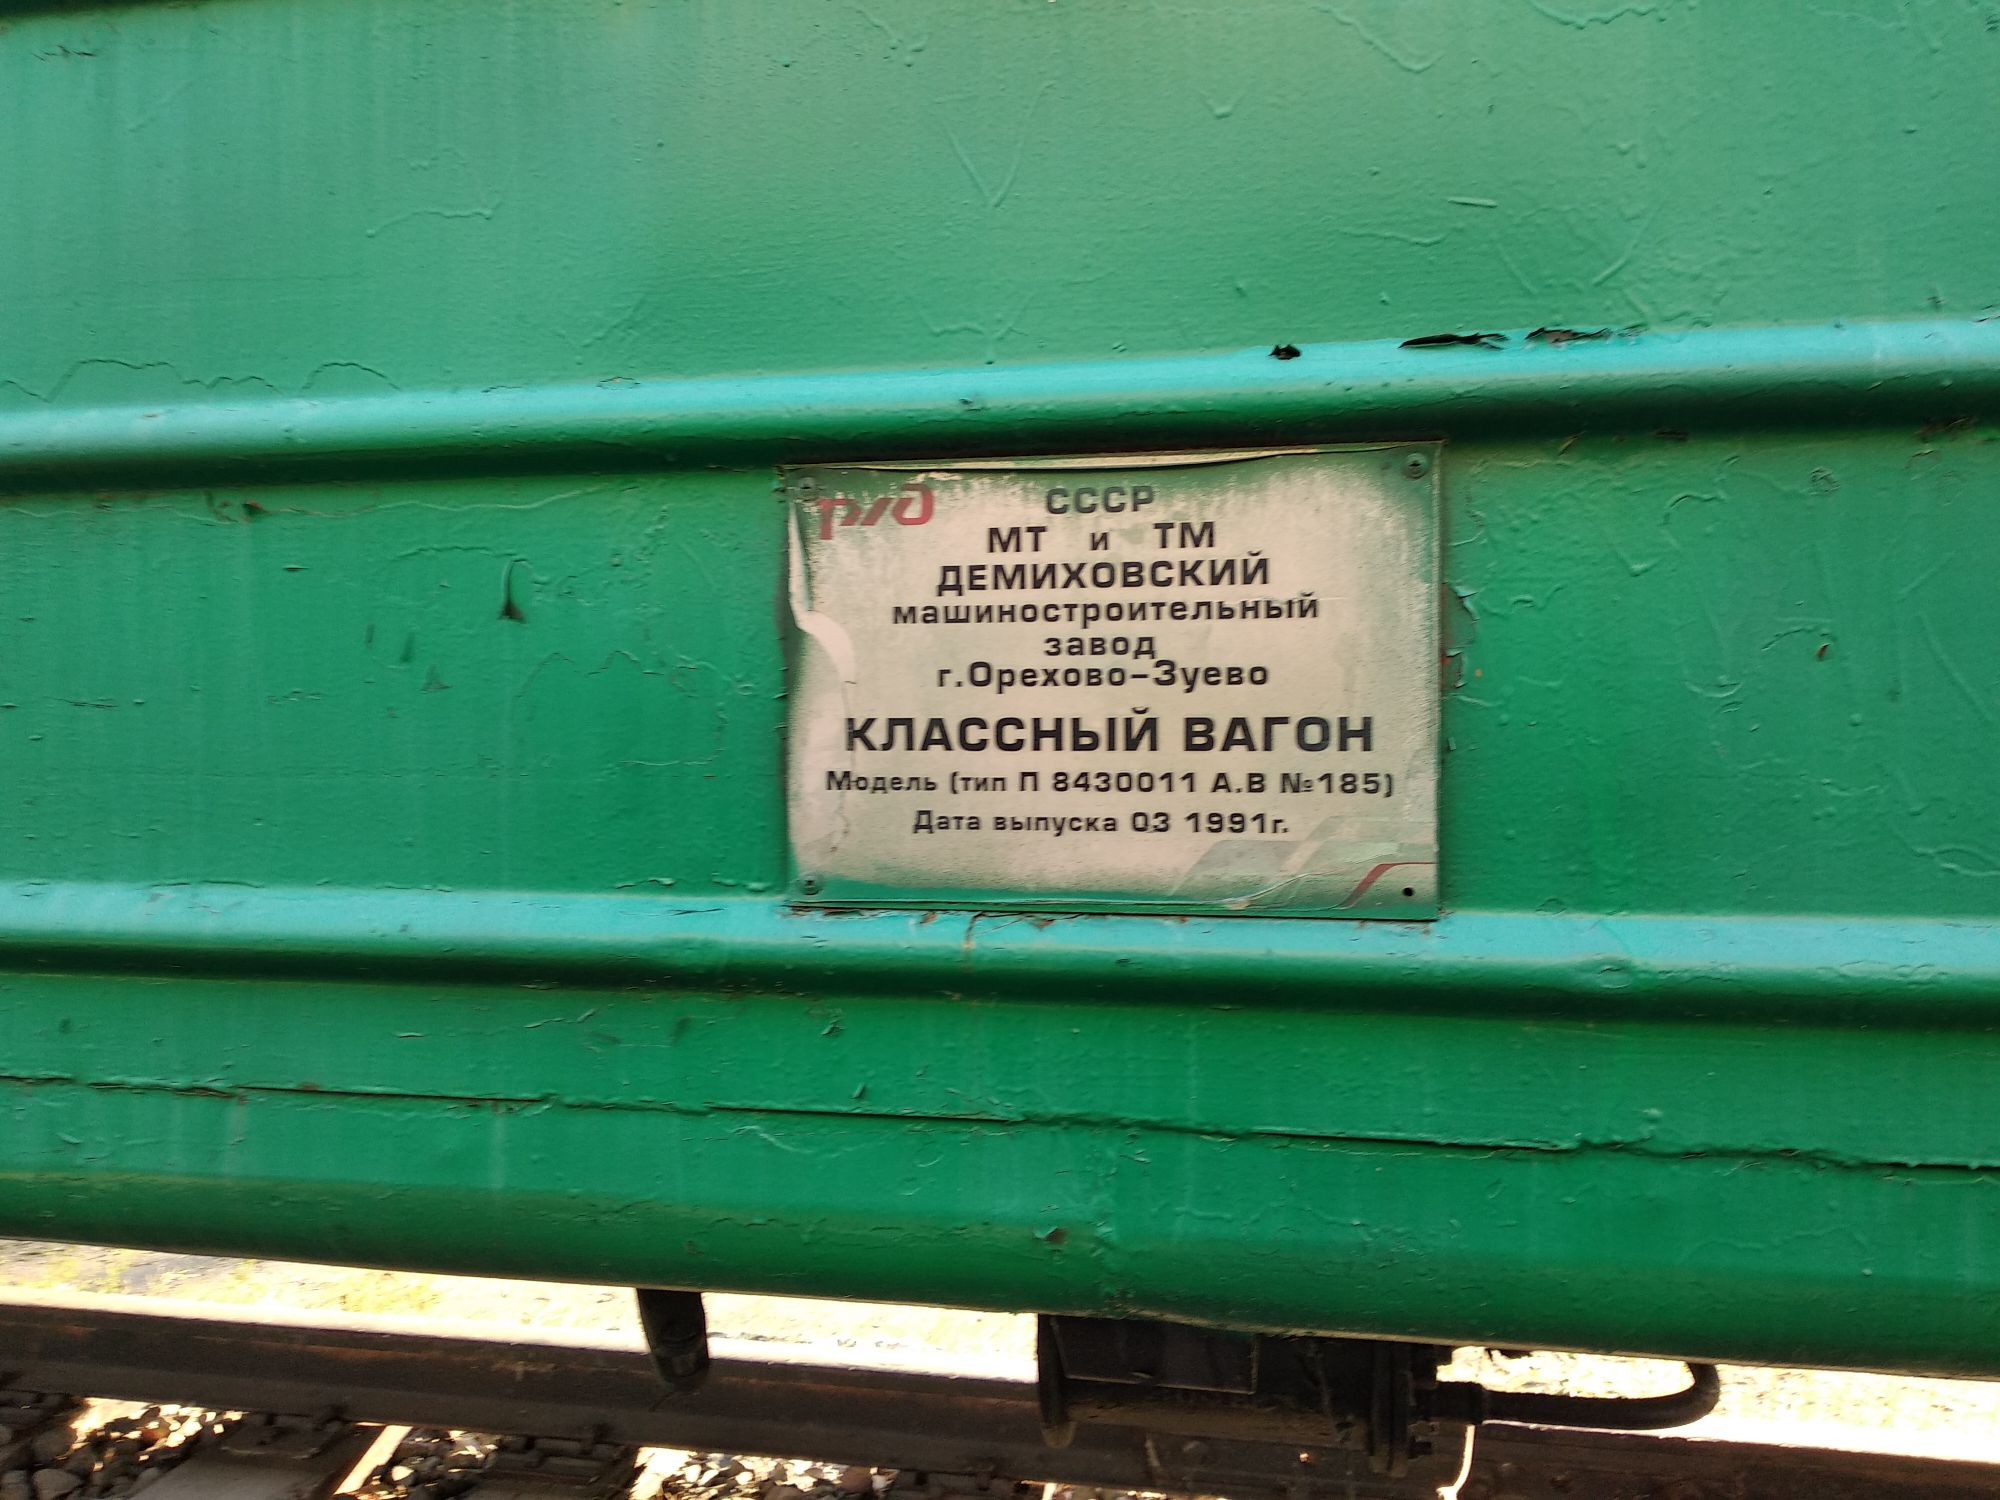 ржд
СССР
МТ и ТМ
ДЕМИХОВСКИЙ
машиностроительный
завод
г.Орехово-Зуево
КЛАССНЫЙ ВАГОН
Модель (тип П 8430011 А.В №185)
Дата выпуска 03 1991г.